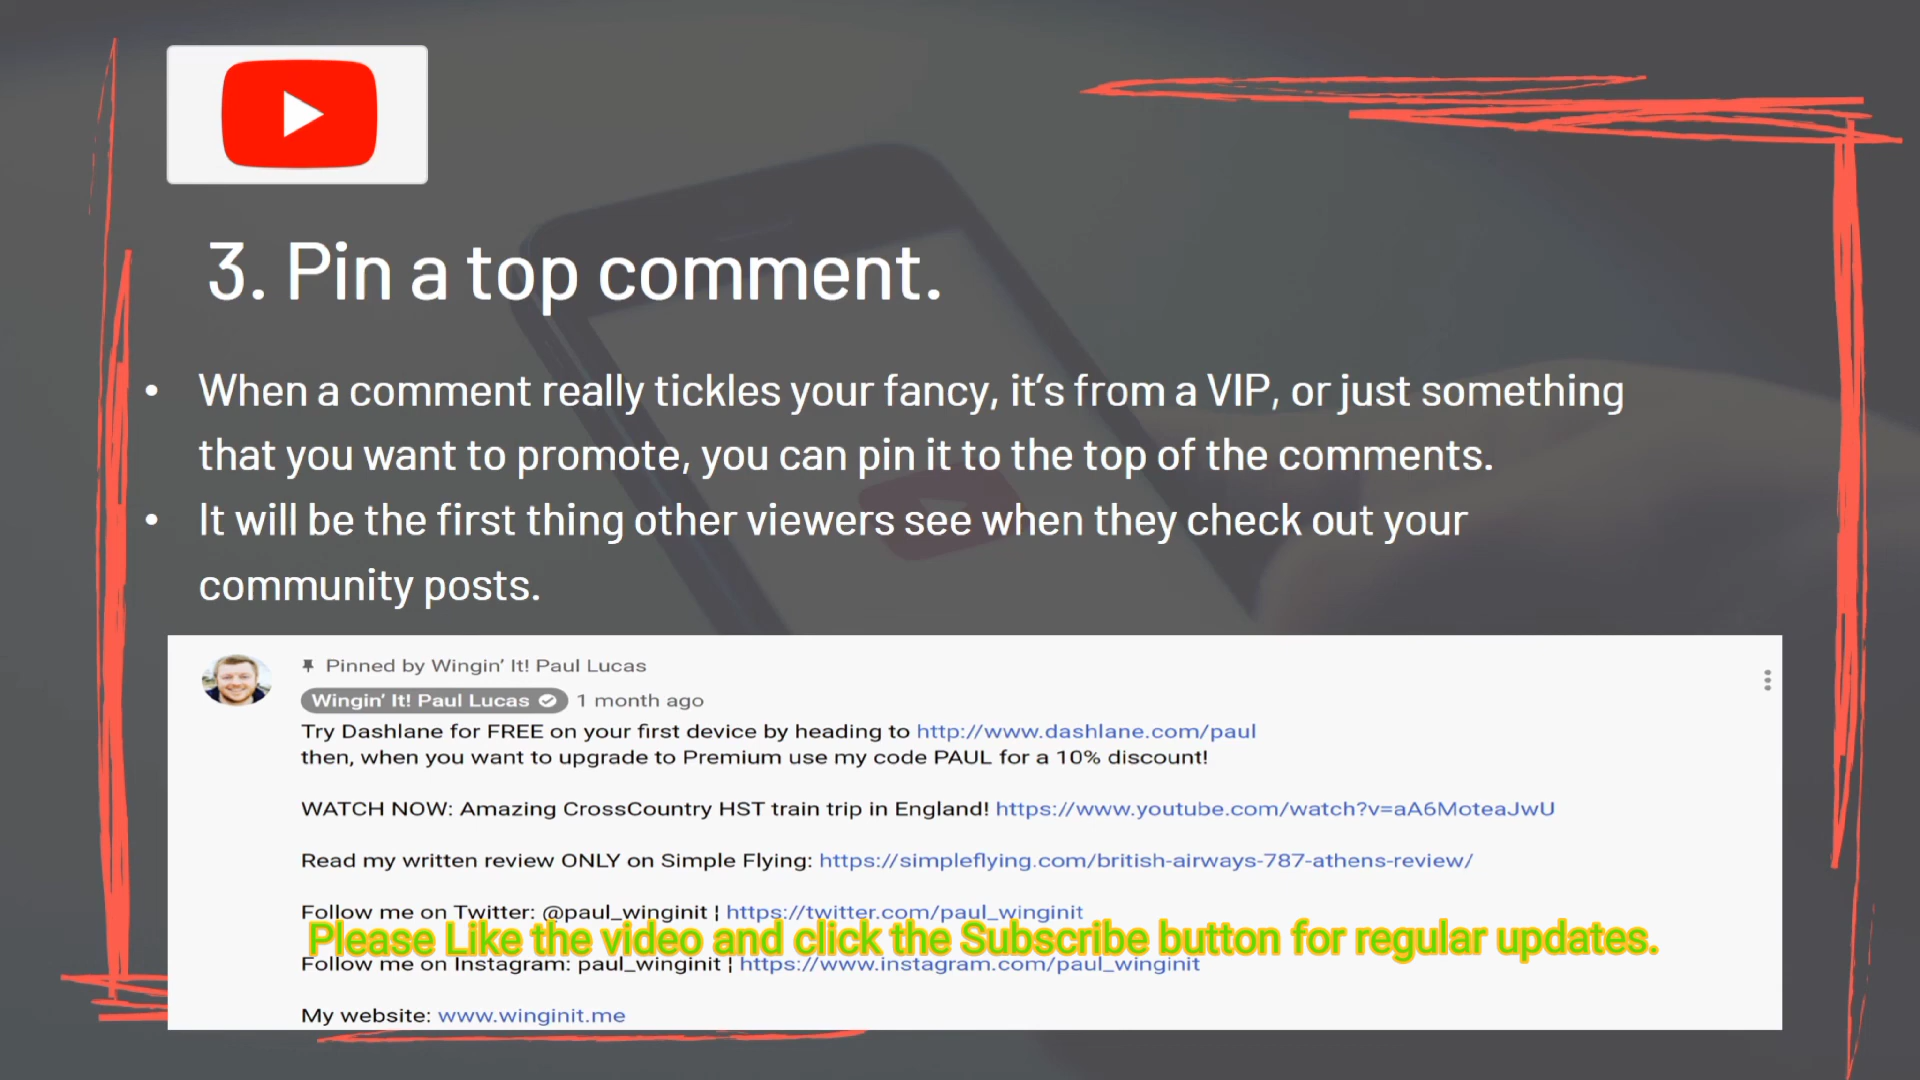 3. Pin a top comment.
• When a comment really tickles your fancy, it's from a VIP, or just something
that you want to promote, you can pin it to the top of the comments.
• It will be the first thing other viewers see when they check out your
community posts.
Pinned by Wingin' It! Paul Lucas
Wingin' It! Paul Lucas 1 month ago
Try Dashlane for FREE on your first device by heading to http://www.dashlane.com/paul
then, when you want to upgrade to Premium use my code PAUL for a 10% discount!
WATCH NOW: Amazing CrossCountry HST train trip in England! https://www.youtube.com/watch?v=aA6MoteaJwU
Read my written review ONLY on Simple Flying: https://simpleflying.com/british-airways-787-athens-review/
Follow me on Twitter: @paul_winginit ¦ https://twitter.com/paul_winginit
Please Like the video and click the Subscribe button for regular updates.
Follow me on Instagram: paul_winginit ¦ https://www.instagram.com/paul_winginit
My website: www.winginit.me